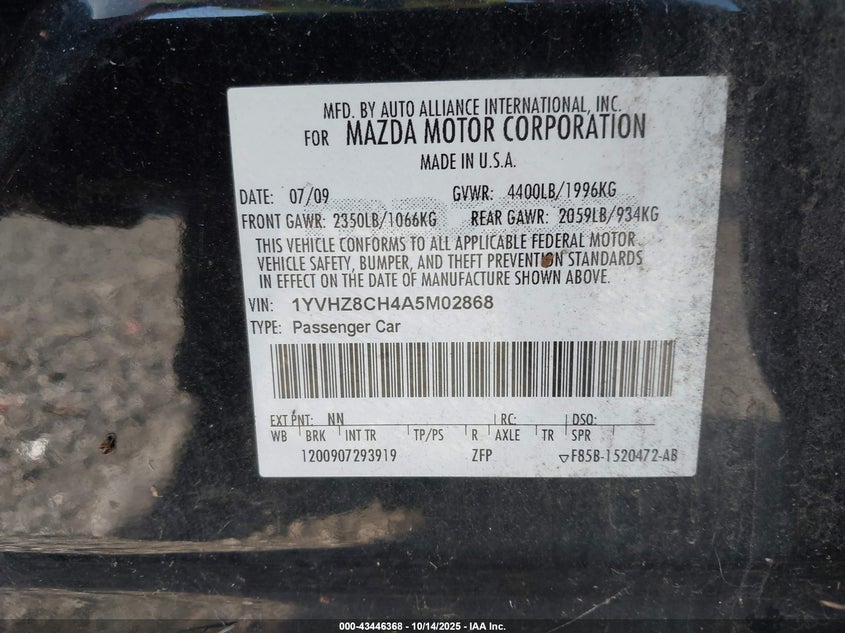 MFD. BY AUTO ALLIANCE INTERNATIONAL, INC.
FOR MAZDA MOTOR CORPORATION
MADE IN U.S.A.
DATE: 07/09 GVWR: 4400LB/1996KG
FRONT GAWR: 2350LB/1066KG REAR GAWR: 2059LB/934KG
THIS VEHICLE CONFORMS TO ALL APPLICABLE FEDERAL MOTOR
VEHICLE SAFETY, BUMPER, AND THEFT PREVENTION STANDARDS
IN EFFECT ON THE DATE OF MANUFACTURE SHOWN ABOVE.
VIN: 1YVHZ8CH4A5M02868
TYPE: Passenger Car
EXT PNT: NN RC: DSO:
WB BRK INT TR TP/PS R AXLE TR SPR
1200907293919 ZFP F85B-1520472-AB
000-43446368 - 10/14/2025 - IAA Inc.